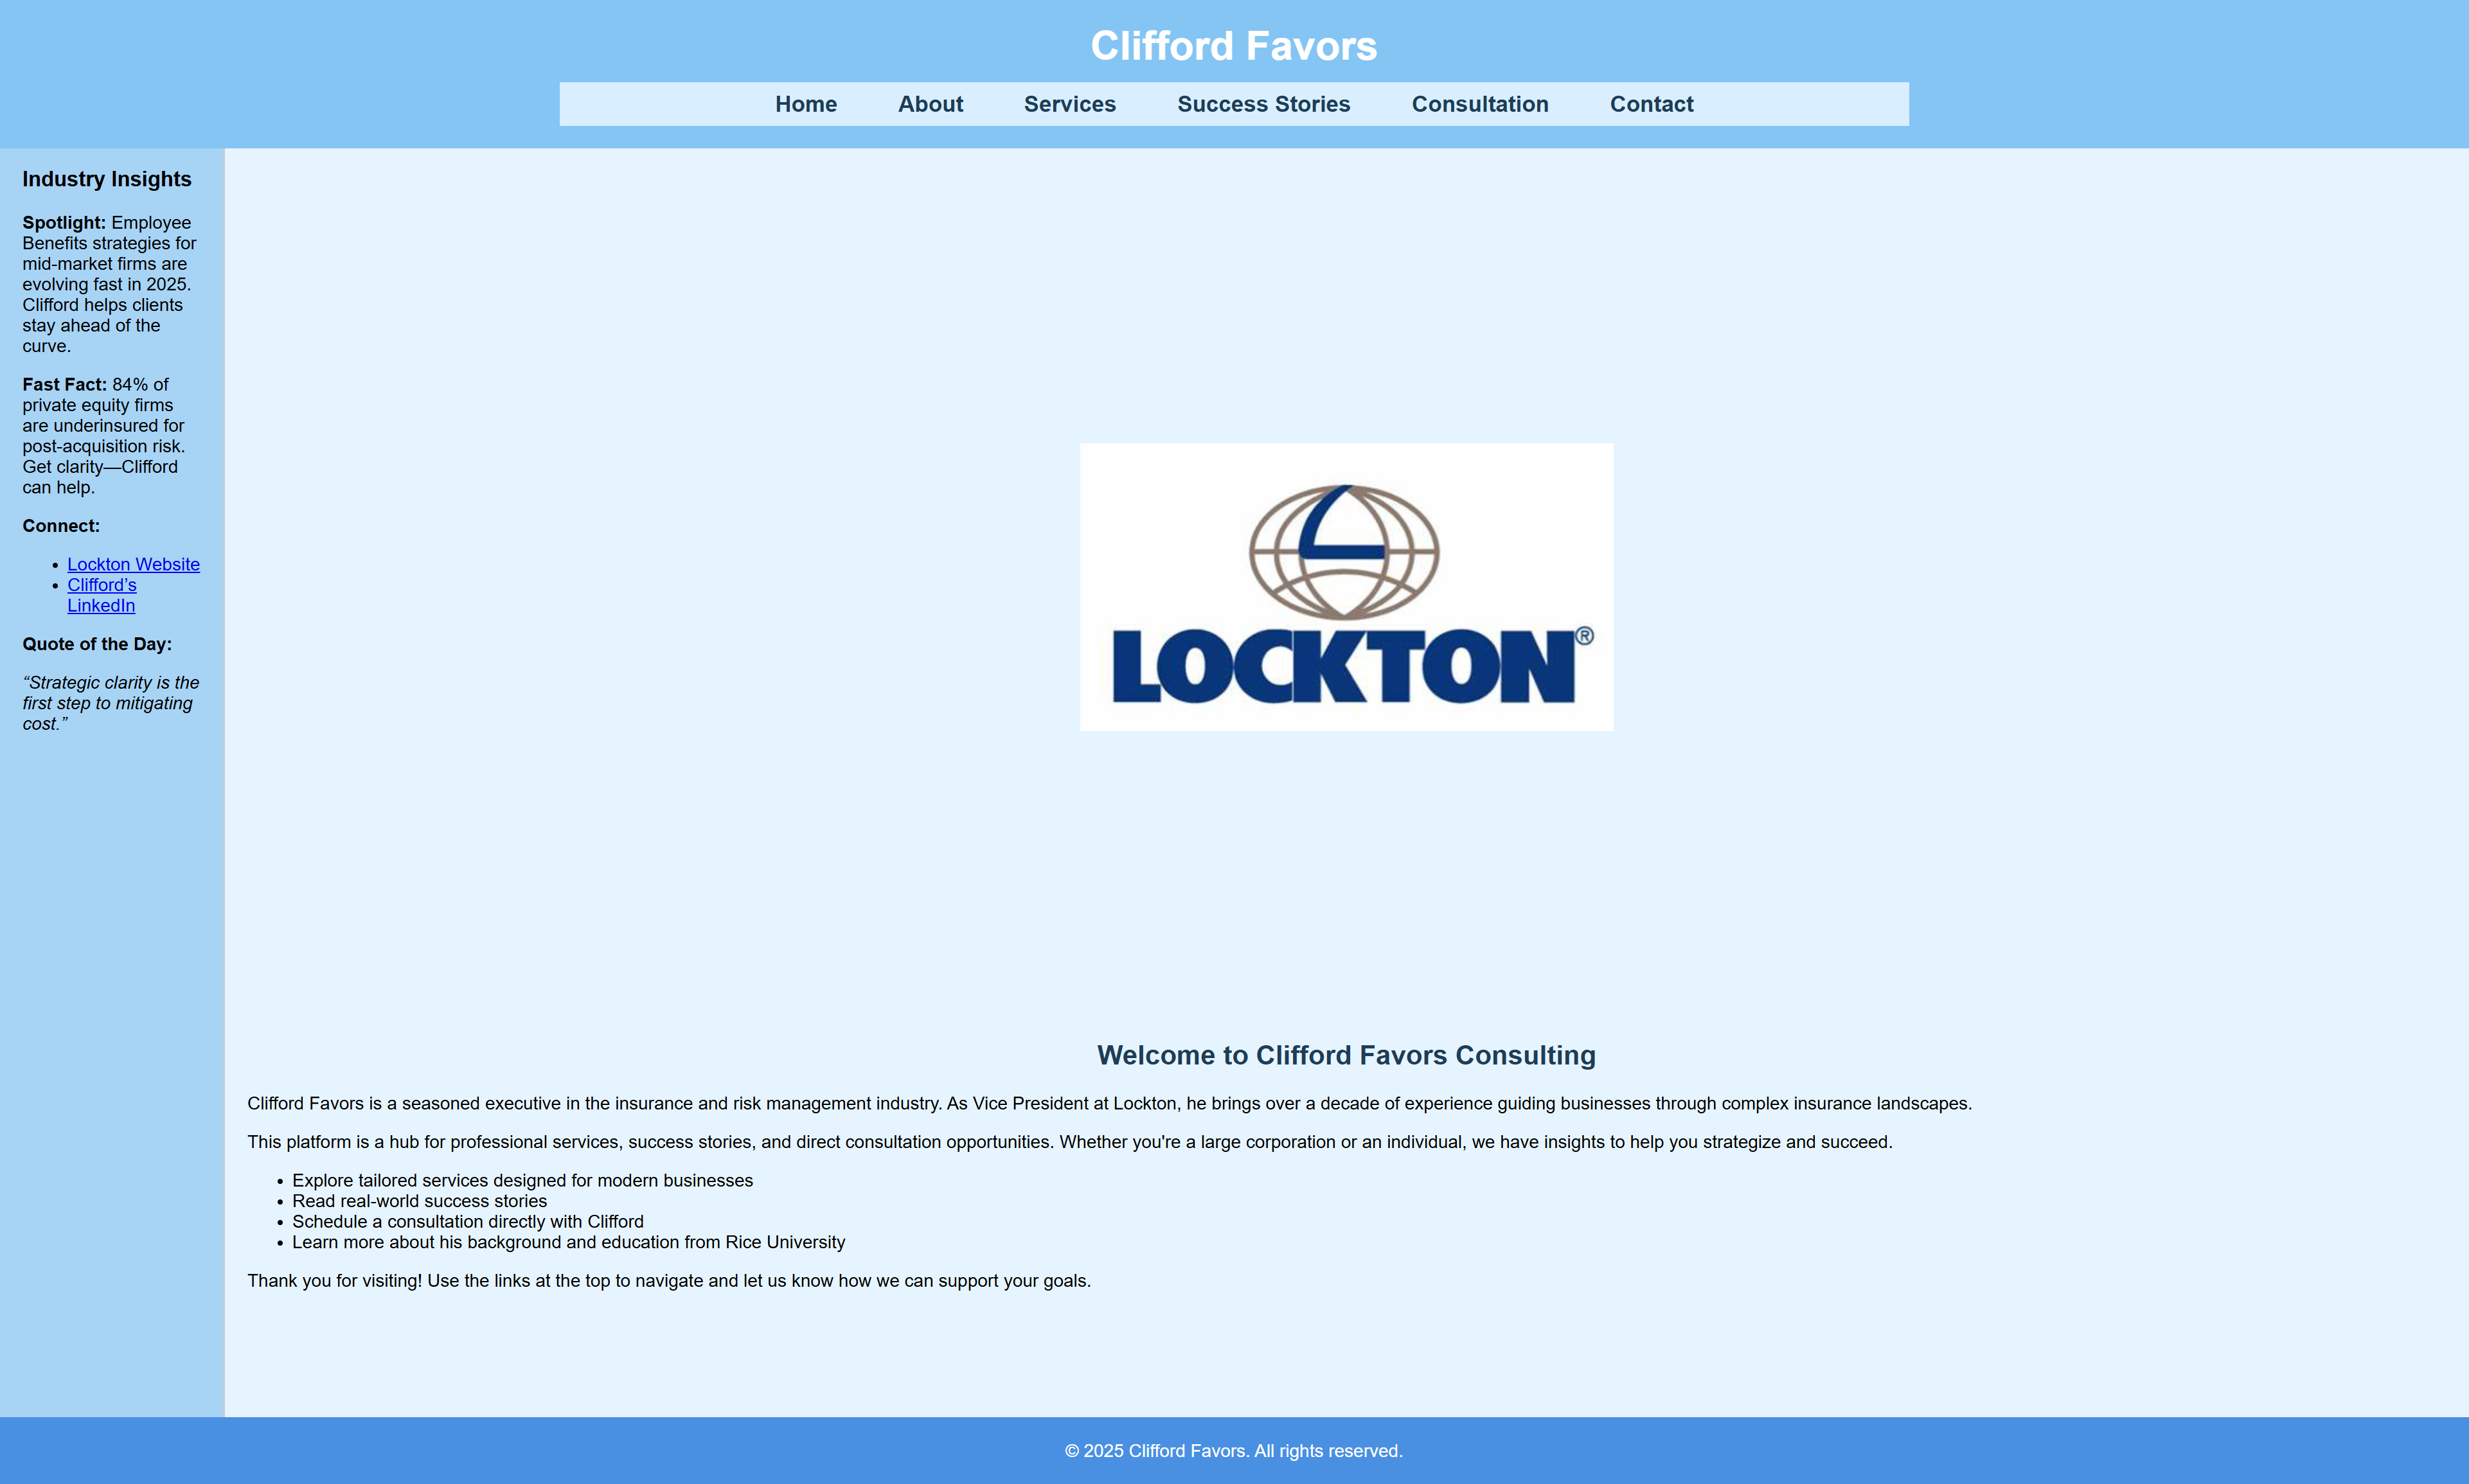 Clifford Favors
Home About Services Success Stories Consultation Contact
Industry Insights
Spotlight: Employee
Benefits strategies for
mid-market firms are
evolving fast in 2025.
Clifford helps clients
stay ahead of the
curve.
Fast Fact: 84% of
private equity firms
are underinsured for
post-acquisition risk.
Get clarity—Clifford
can help.
Connect:
• Lockton Website
• Clifford’s
LinkedIn
Quote of the Day:
“Strategic clarity is the
first step to mitigating
cost.”
LOCKTON®
Welcome to Clifford Favors Consulting
Clifford Favors is a seasoned executive in the insurance and risk management industry. As Vice President at Lockton, he brings over a decade of experience guiding businesses through complex insurance landscapes.
This platform is a hub for professional services, success stories, and direct consultation opportunities. Whether you're a large corporation or an individual, we have insights to help you strategize and succeed.
• Explore tailored services designed for modern businesses
• Read real-world success stories
• Schedule a consultation directly with Clifford
• Learn more about his background and education from Rice University
Thank you for visiting! Use the links at the top to navigate and let us know how we can support your goals.
© 2025 Clifford Favors. All rights reserved.